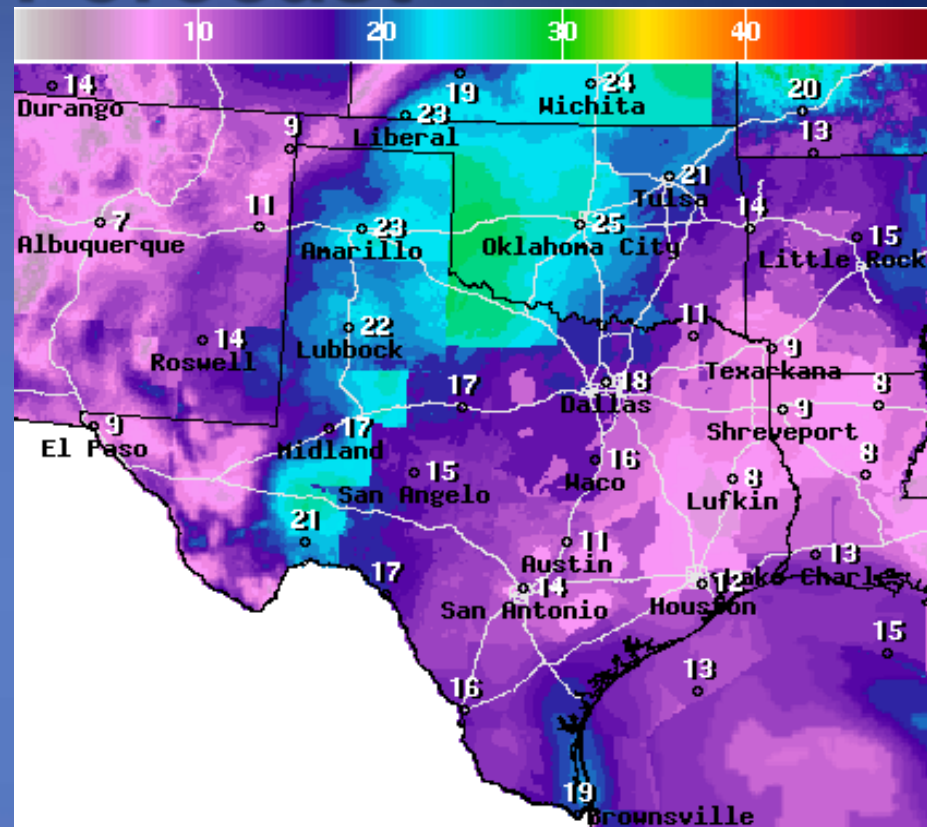 10 20 30 40
14
Durango
19
24
Wichita
20
23
Liberal
9
13
21
Tulsa
7
Albuquerque
11
23
Amarillo
25
Oklahoma City
14
15
Little Rock
14
Roswell
22
Lubbock
11
9
Texarkana
17
18
Dallas
9
Shreveport
8
9
El Paso
17
Midland
15
San Angelo
16
Waco
8
Lufkin
8
21
11
Austin
13
Lake Charl
17
14
San Antonio
12
Houston
15
13
16
19
Brownsville